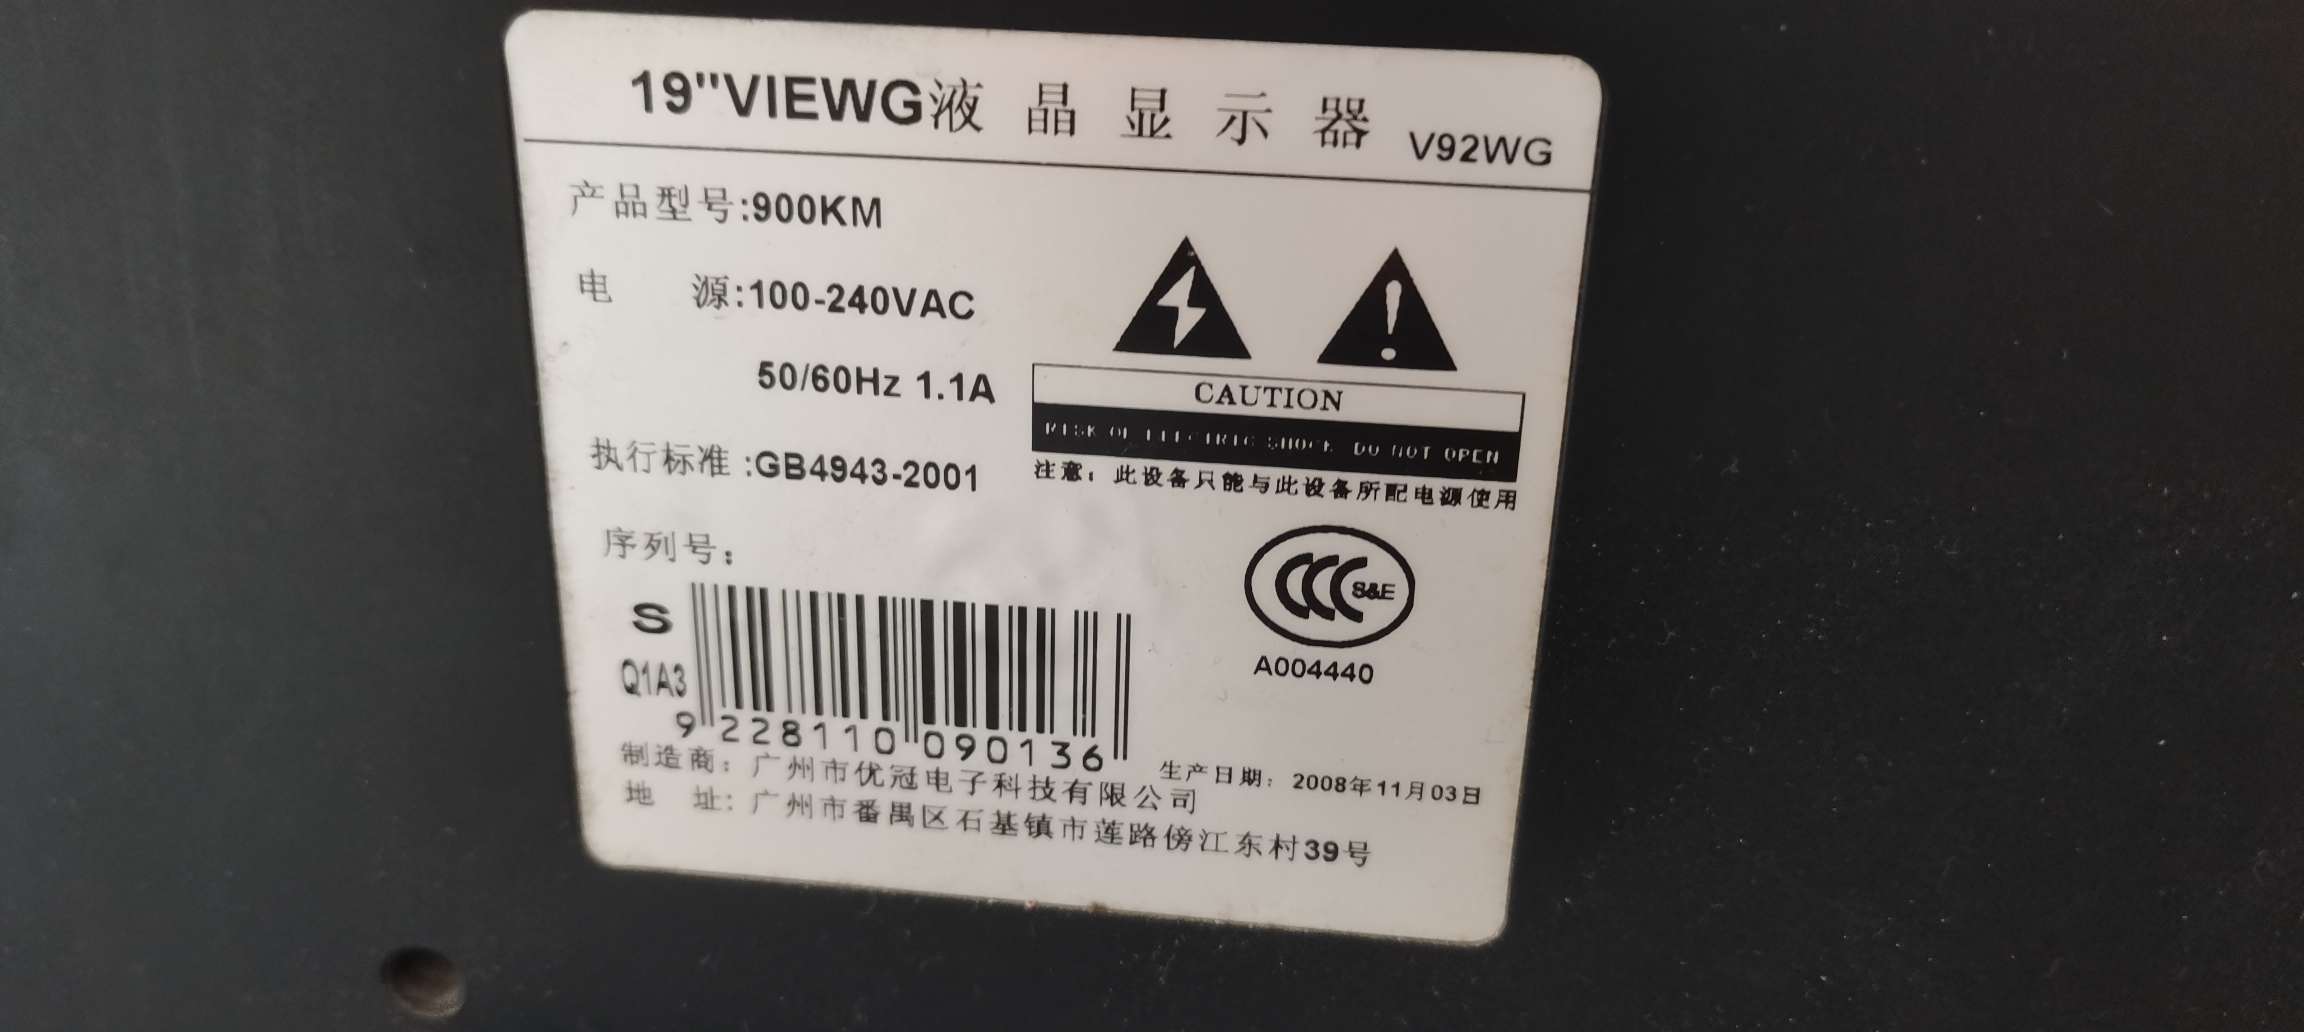 19"VIEWG液晶显示器 V92WG
产品型号:900KM
电 源:100-240VAC
50/60Hz 1.1A
CAUTION
RISK OF ELECTRIC SHOCK DO NOT OPEN
执行标准:GB4943-2001
注意：此设备只能与此设备所配电源使用
序列号：
S
Q1A3
9 228110 090136
CCC S&E
A004440
制造商：广州市优冠电子科技有限公司
生产日期：2008年11月03日
地 址：广州市番禺区石基镇市莲路傍江东村39号